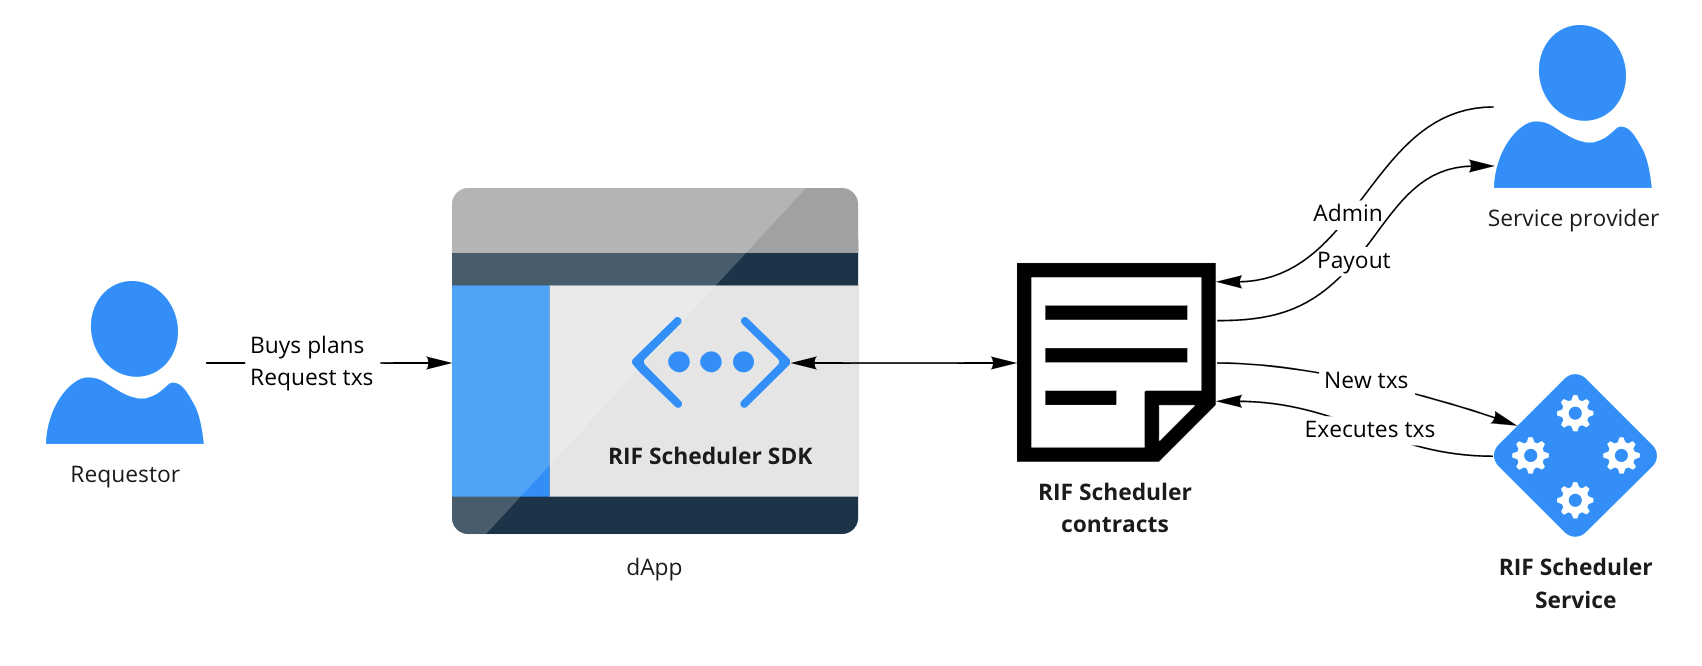 Requestor
Buys plans
Request txs
RIF Scheduler SDK
dApp
RIF Scheduler
contracts
Admin
Payout
Service provider
New txs
Executes txs
RIF Scheduler
Service